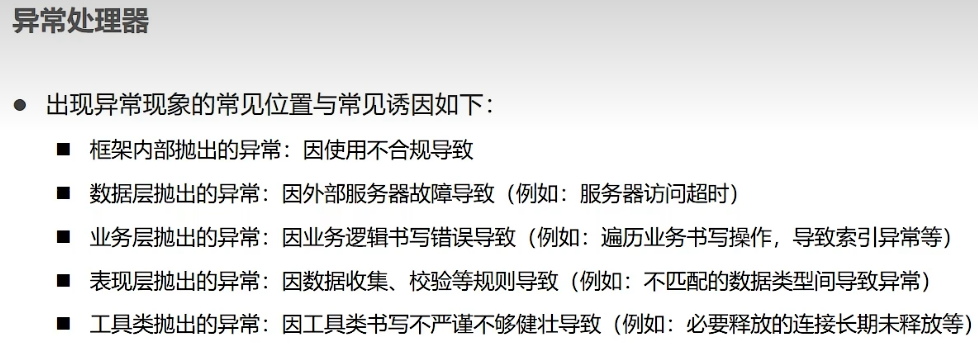 异常处理器
● 出现异常现象的常见位置与常见诱因如下：
■ 框架内部抛出的异常：因使用不合规导致
■ 数据层抛出的异常：因外部服务器故障导致（例如：服务器访问超时）
■ 业务层抛出的异常：因业务逻辑书写错误导致（例如：遍历业务书写操作，导致索引异常等）
■ 表现层抛出的异常：因数据收集、校验等规则导致（例如：不匹配的数据类型间导致异常）
■ 工具类抛出的异常：因工具类书写不严谨不够健壮导致（例如：必要释放的连接长期未释放等）